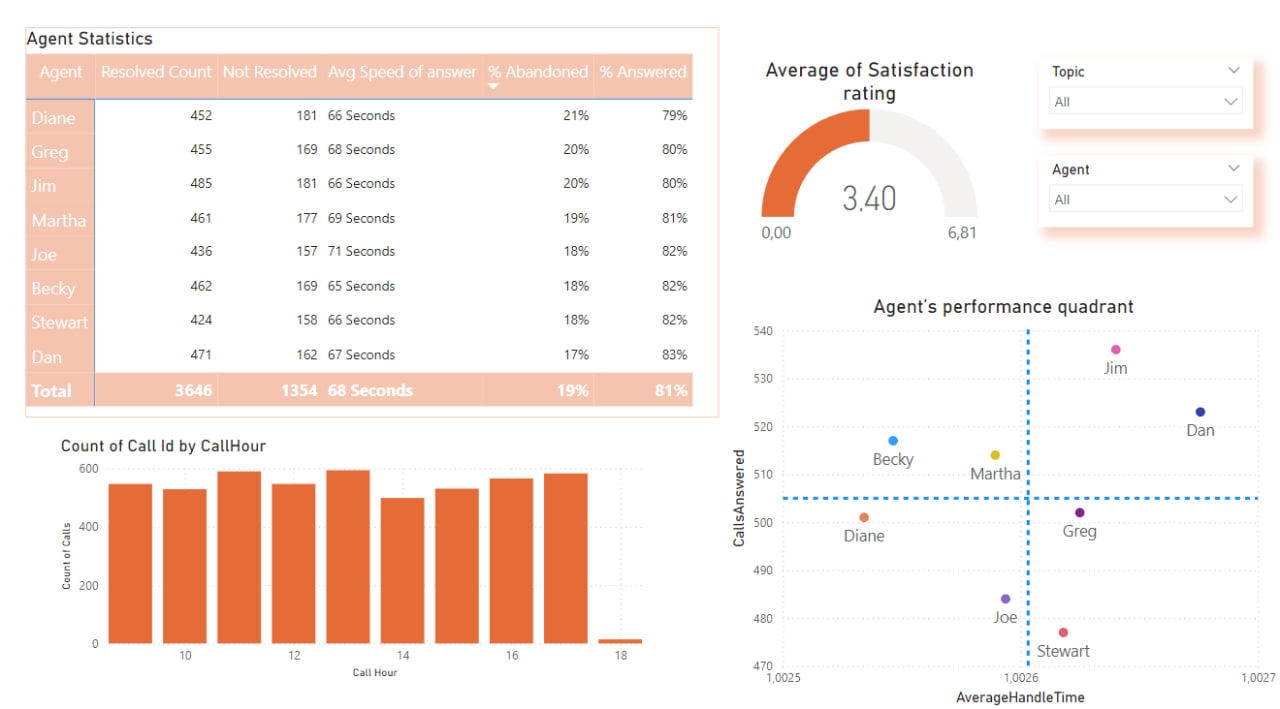 Agent Statistics
Agent Resolved Count Not Resolved Avg Speed of answer % Abandoned % Answered
Diane 452 181 66 Seconds 21% 79%
Greg 455 169 68 Seconds 20% 80%
Jim 485 181 66 Seconds 20% 80%
Martha 461 177 69 Seconds 19% 81%
Joe 436 157 71 Seconds 18% 82%
Becky 462 169 65 Seconds 18% 82%
Stewart 424 158 66 Seconds 18% 82%
Dan 471 162 67 Seconds 17% 83%
Total 3646 1354 68 Seconds 19% 81%
Average of Satisfaction
rating
3,40
0,00 6,81
Topic
All
Agent
All
Count of Call Id by CallHour
Count of Calls
600
400
200
0
10 12 14 16 18
Call Hour
Agent's performance quadrant
CallsAnswered
540
530
520
510
500
490
480
470
Jim
Dan
Becky
Martha
Diane
Greg
Joe
Stewart
1,0025 1,0026 1,0027
AverageHandleTime